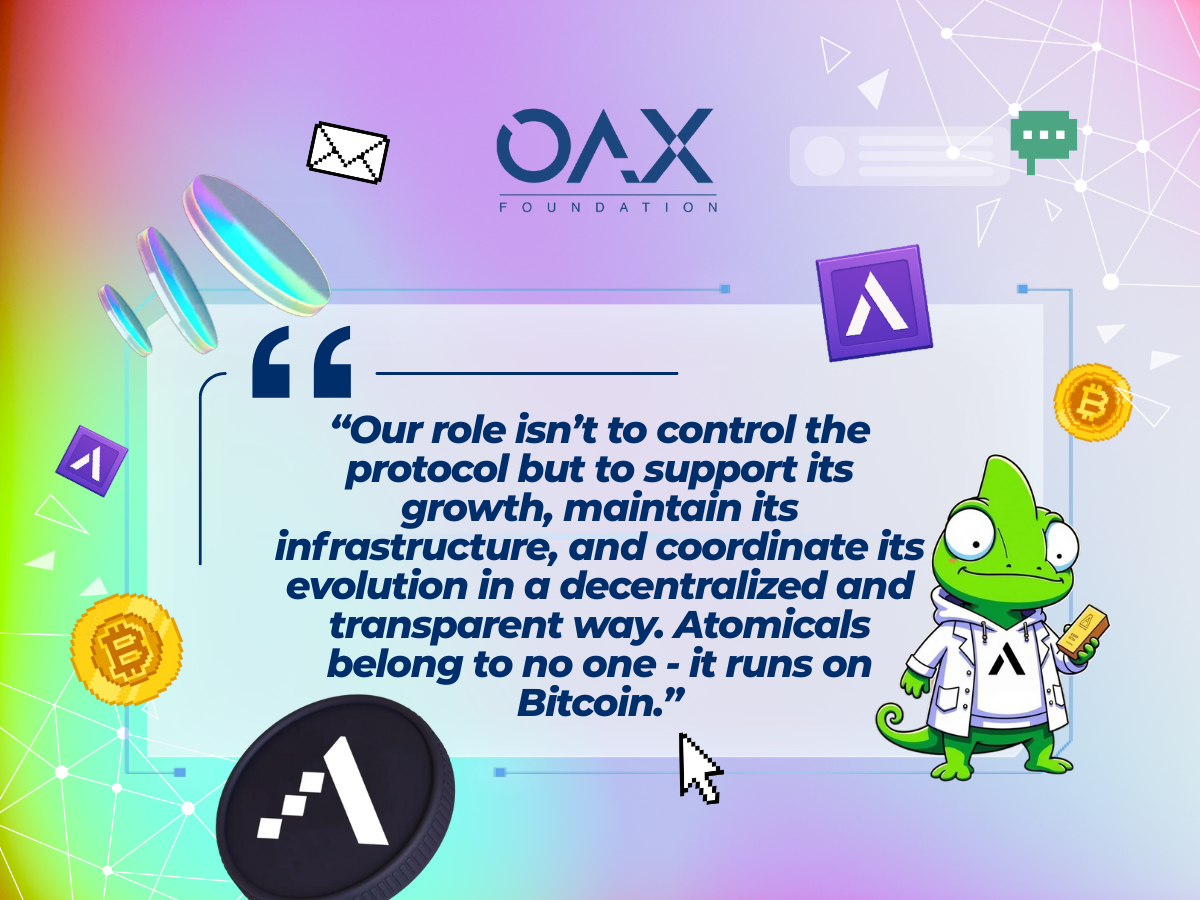 OAX
FOUNDATION
“Our role isn’t to control the
protocol but to support its
growth, maintain its
infrastructure, and coordinate its
evolution in a decentralized and
transparent way. Atomicals
belong to no one - it runs on
Bitcoin.”